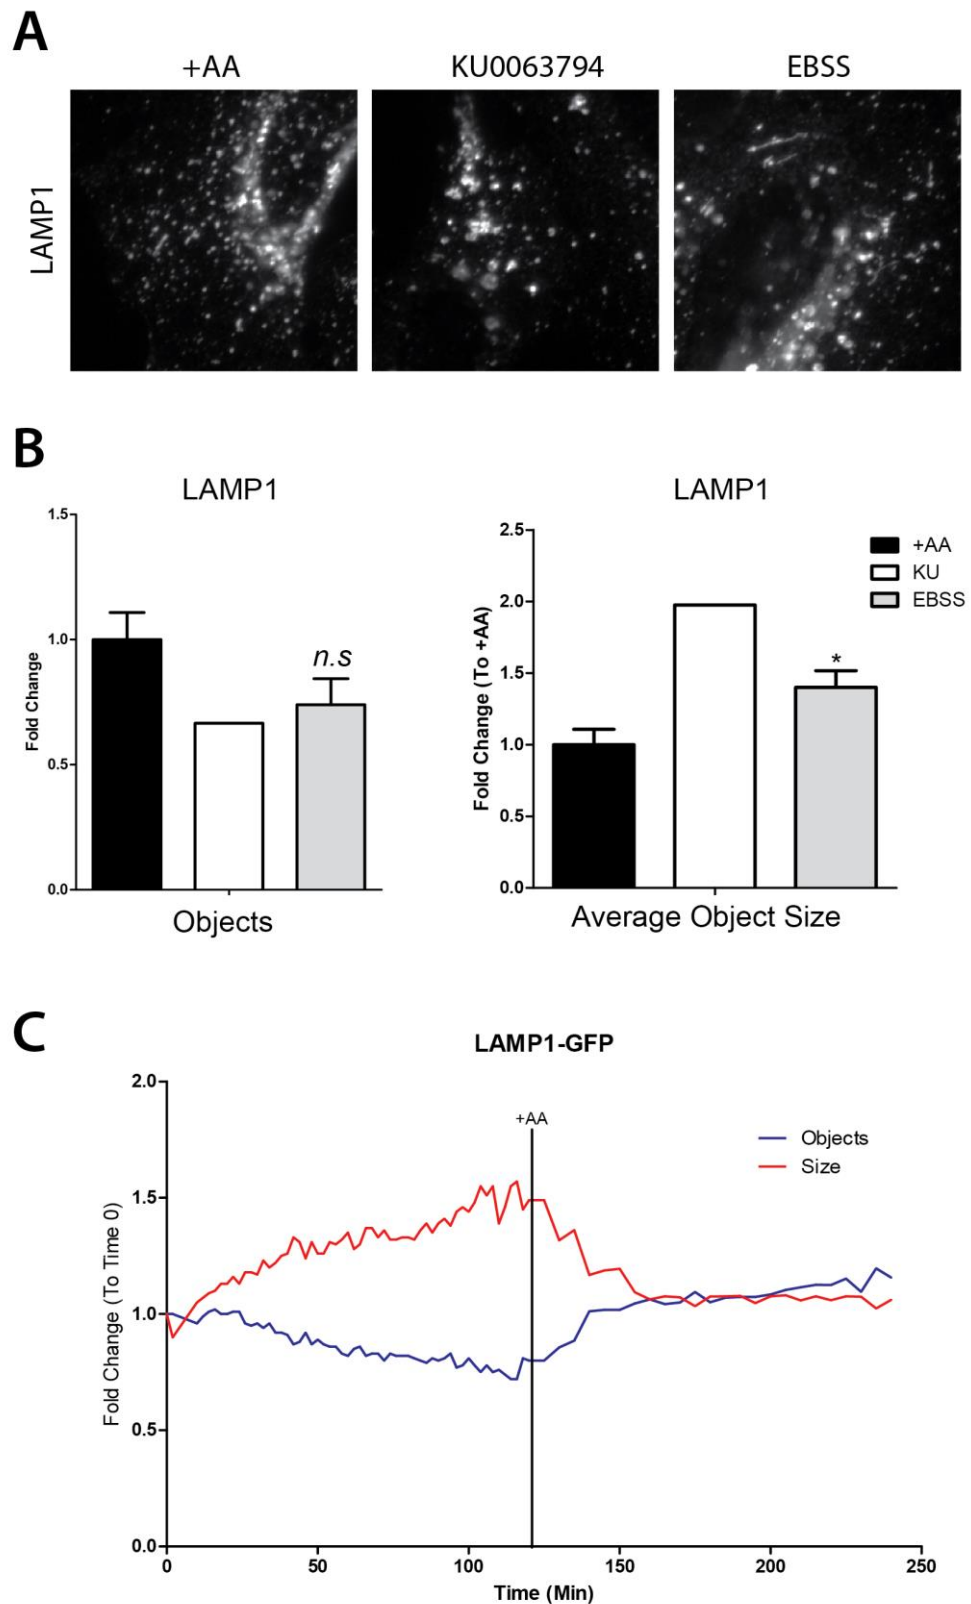 A
+AA KU0063794 EBSS
LAMP1
B
LAMP1
1.5
1.0
0.5
0.0
Fold Change
n.s
Objects
LAMP1
2.5
2.0
1.5
1.0
0.5
0.0
Fold Change (To +AA)
*
+AA
KU
EBSS
Average Object Size
C
LAMP1-GFP
2.0
1.5
1.0
0.5
0.0
Fold Change (To Time 0)
+AA
Objects
Size
0 50 100 150 200 250
Time (Min)